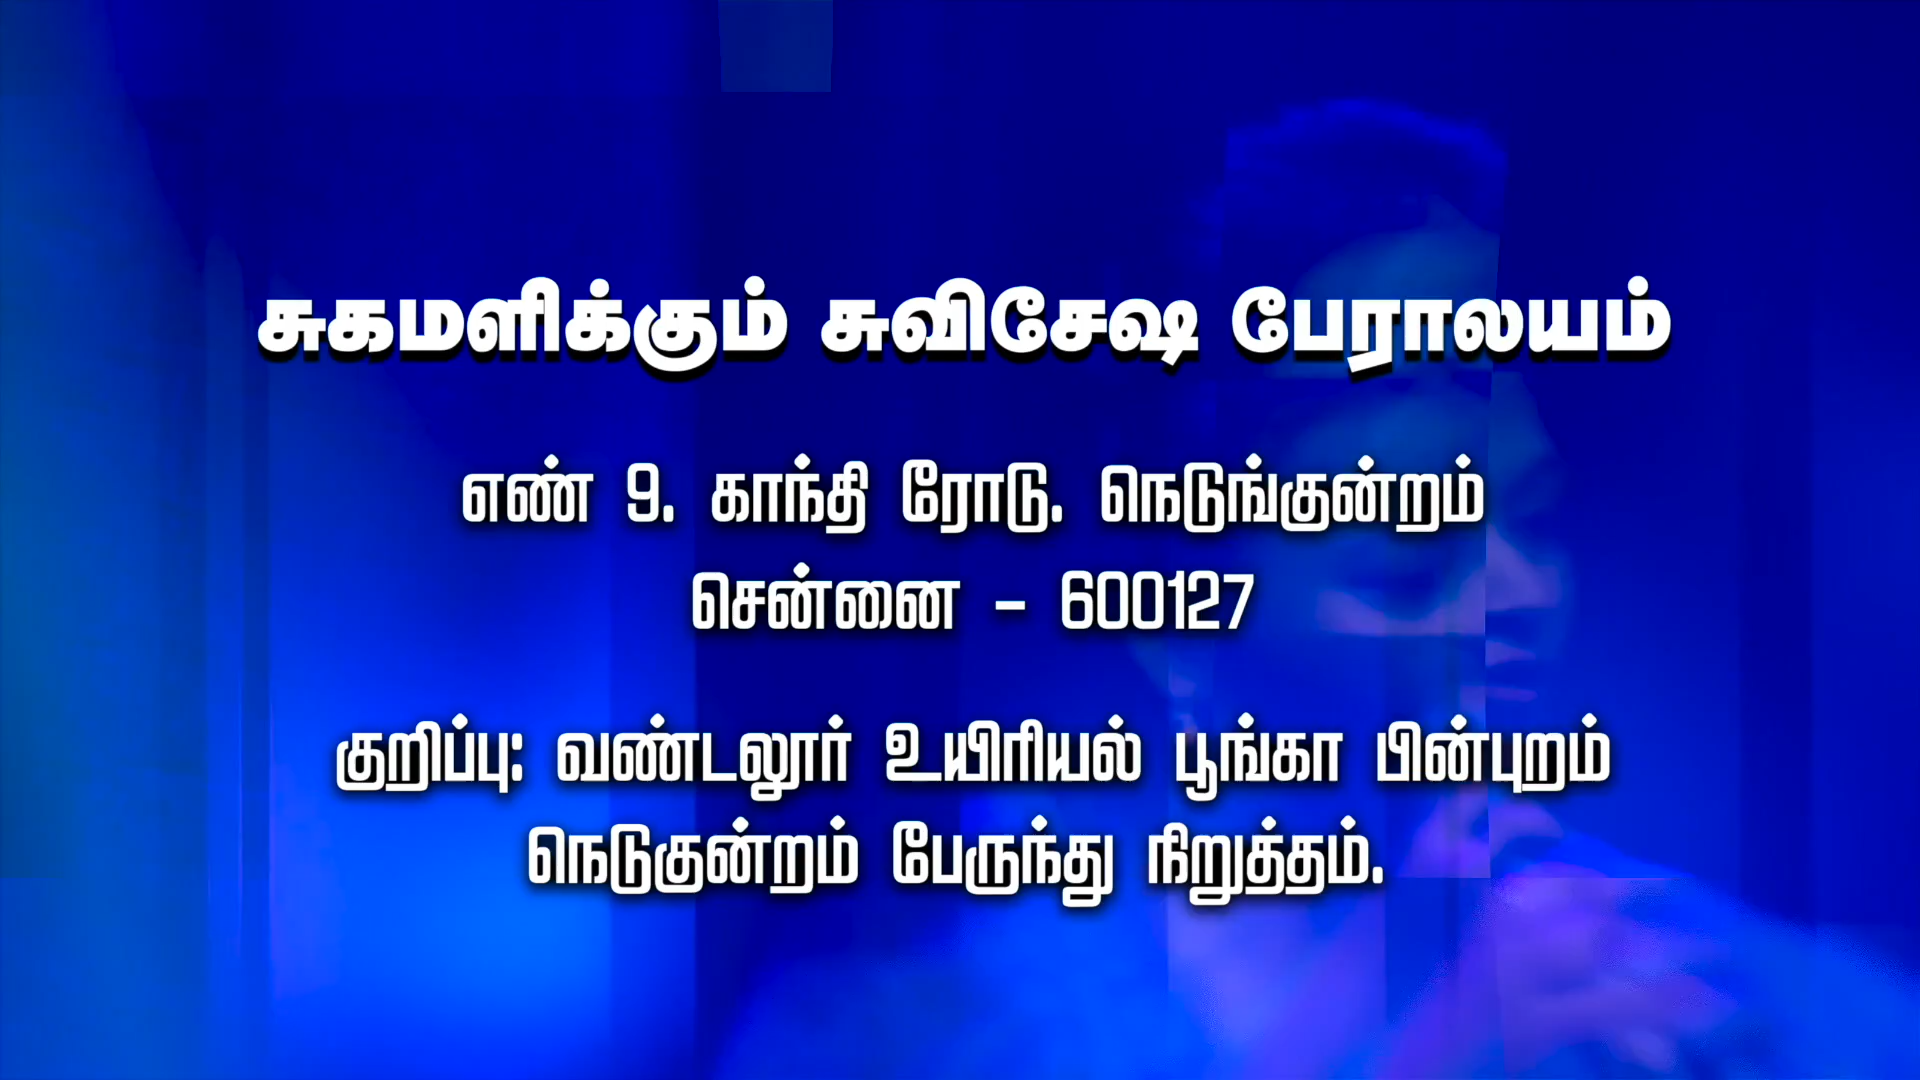 சுகமளிக்கும் சுவிசேஷ பேராலயம்
எண் 9. காந்தி ரோடு. நெடுங்குன்றம்
சென்னை - 600127
குறிப்பு: வண்டலூர் உயிரியல் பூங்கா பின்புறம்
நெடுகுன்றம் பேருந்து நிறுத்தம்.